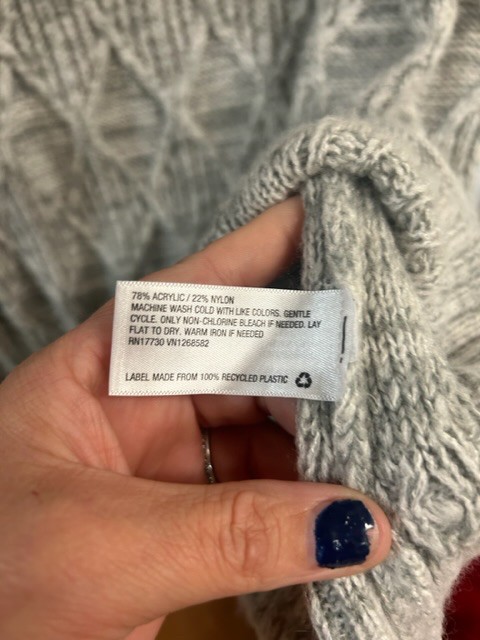 78% ACRYLIC / 22% NYLON
MACHINE WASH COLD WITH LIKE COLORS. GENTLE
CYCLE. ONLY NON-CHLORINE BLEACH IF NEEDED. LAY
FLAT TO DRY. WARM IRON IF NEEDED
RN17730 VN1268582
LABEL MADE FROM 100% RECYCLED PLASTIC